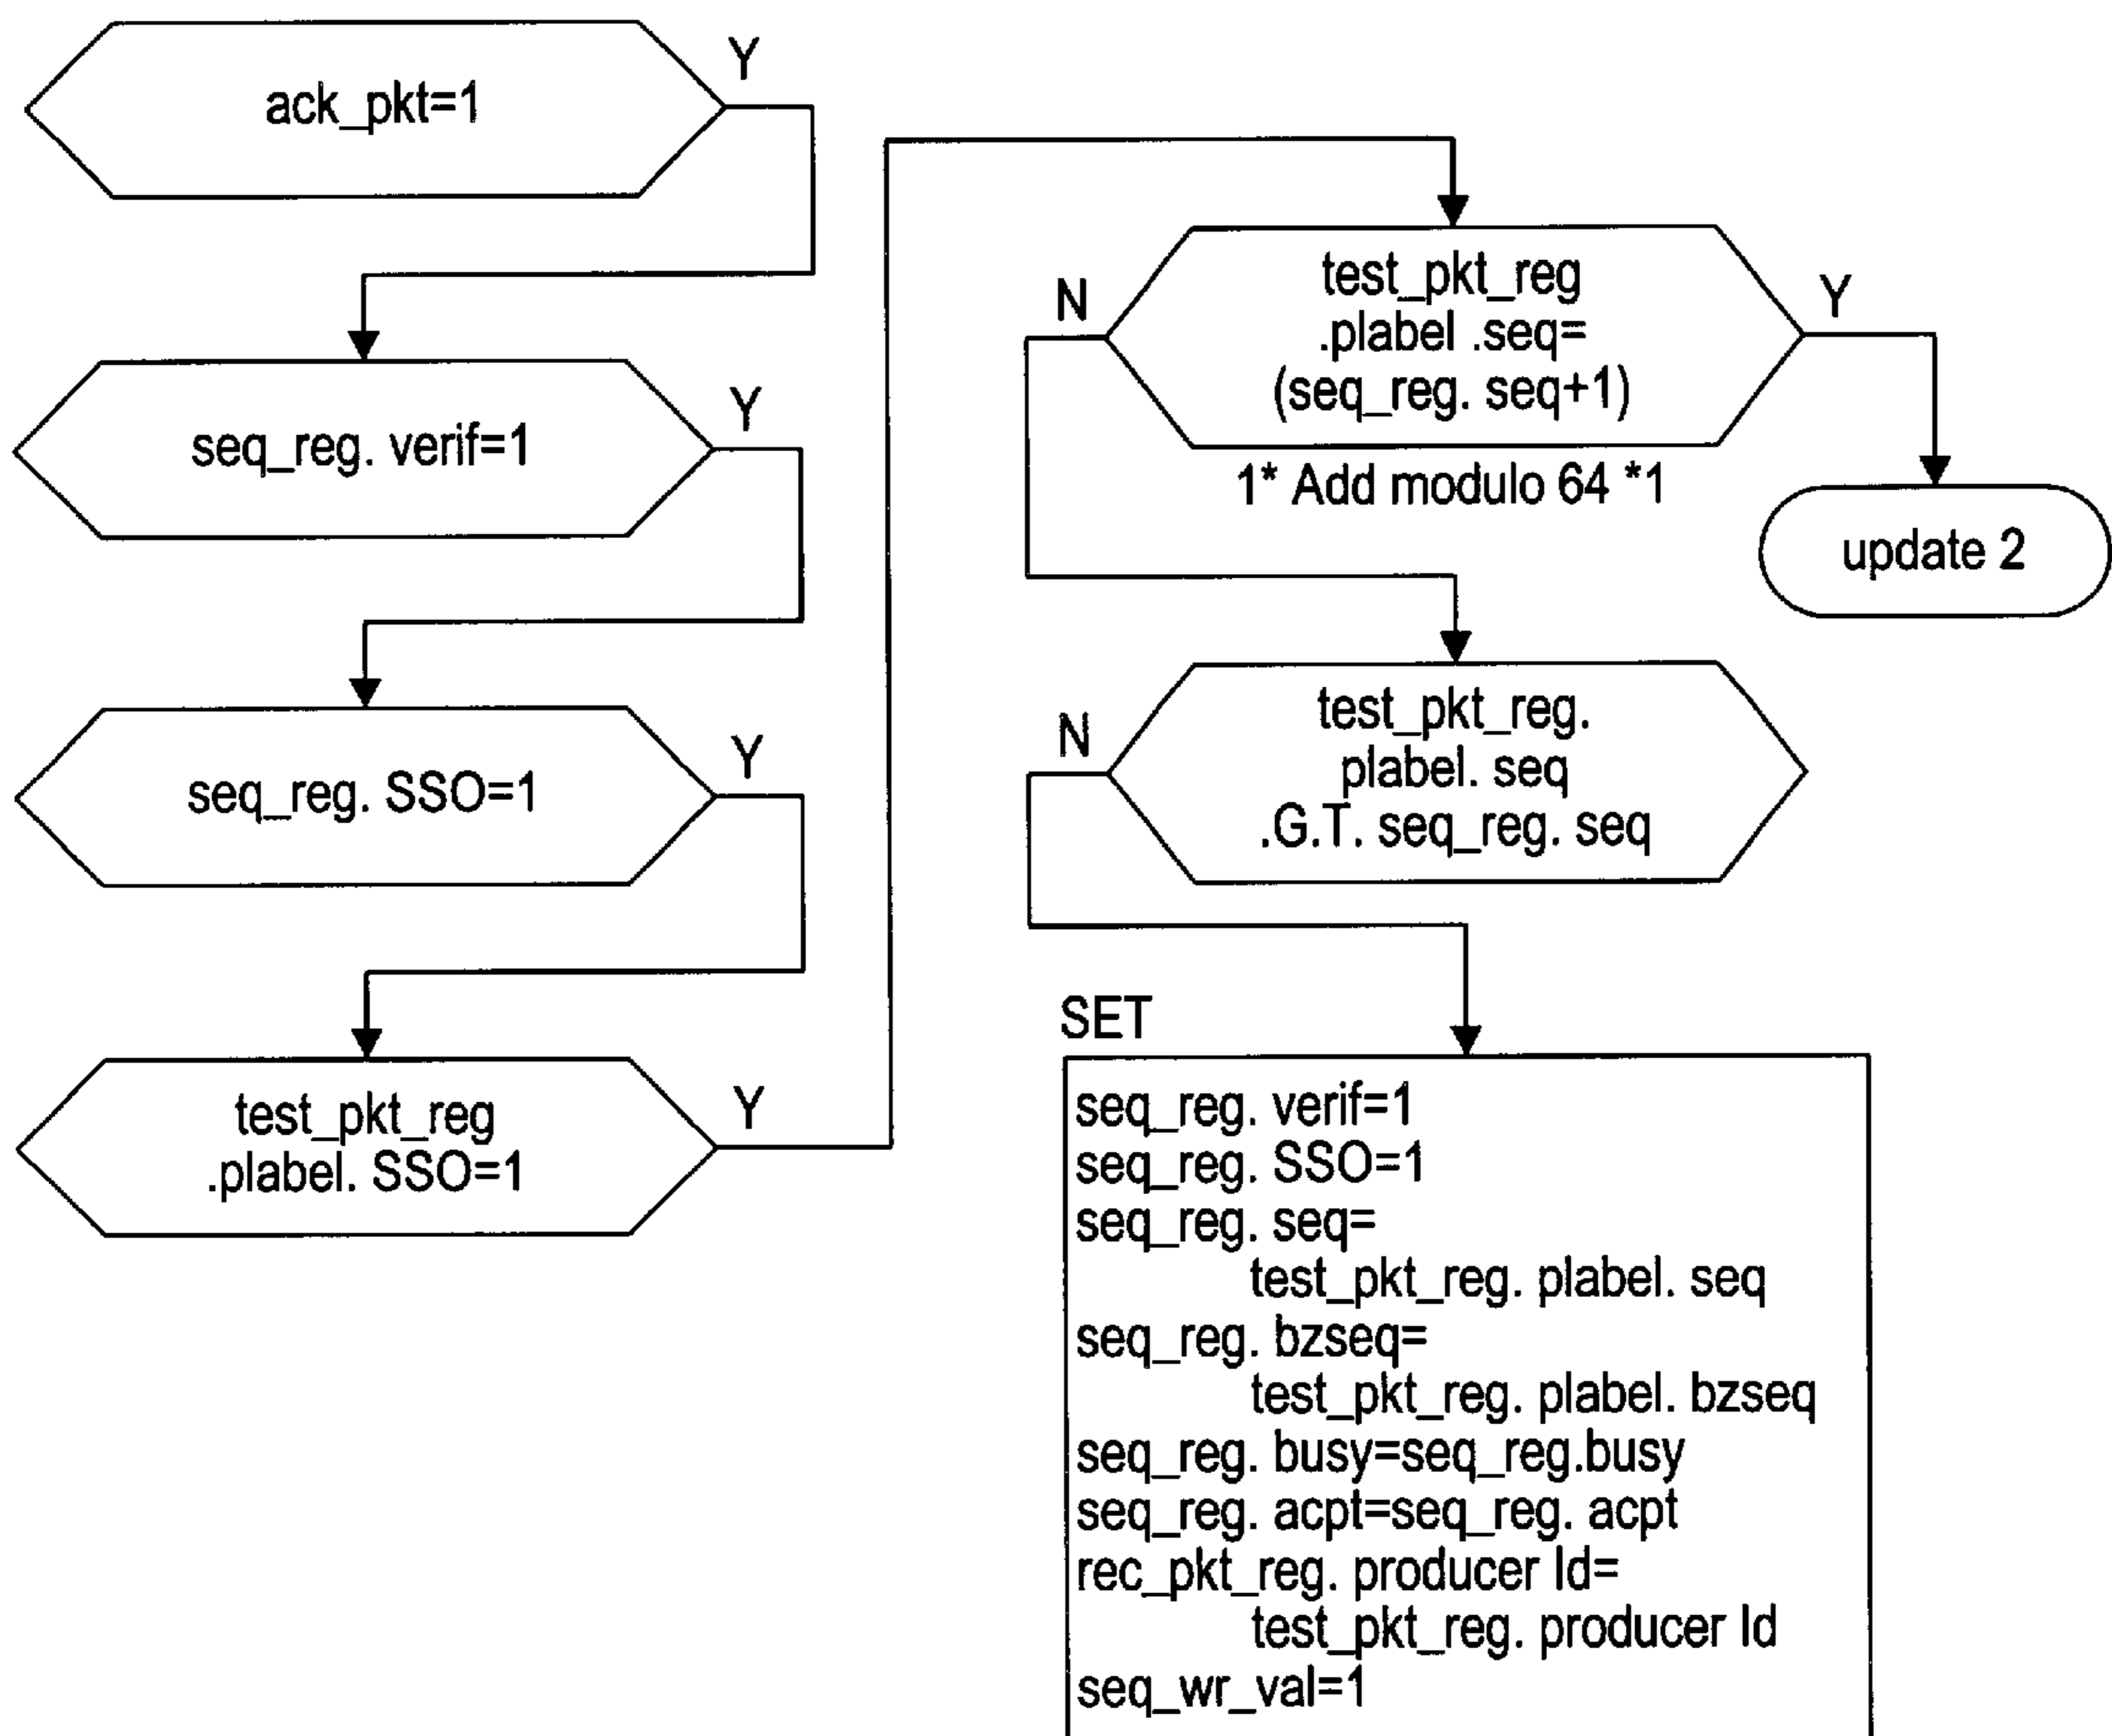 ack_pkt=1
Y
seq_reg. verif=1
Y
seq_reg. SSO=1
Y
test_pkt_reg
.plabel. SSO=1
Y
test_pkt_reg
.plabel .seq=
(seq_reg. seq+1)
N
Y
1* Add modulo 64 *1
update 2
test_pkt_reg.
plabel. seq
.G.T. seq_reg. seq
N
SET
seq_reg. verif=1
seq_reg. SSO=1
seq_reg. seq=
test_pkt_reg. plabel. seq
seq_reg. bzseq=
test_pkt_reg. plabel. bzseq
seq_reg. busy=seq_reg.busy
seq_reg. acpt=seq_reg. acpt
rec_pkt_reg. producer Id=
test_pkt_reg. producer Id
seq_wr_val=1